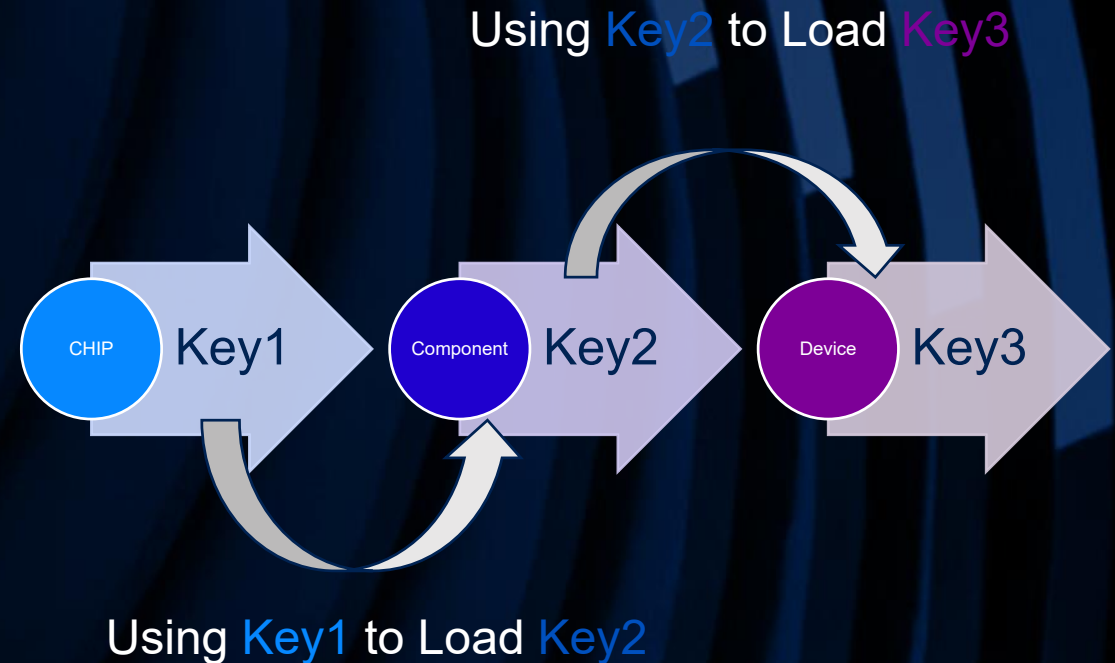 Using Key2 to Load Key3
CHIP
Key1
Component
Key2
Device
Key3
Using Key1 to Load Key2